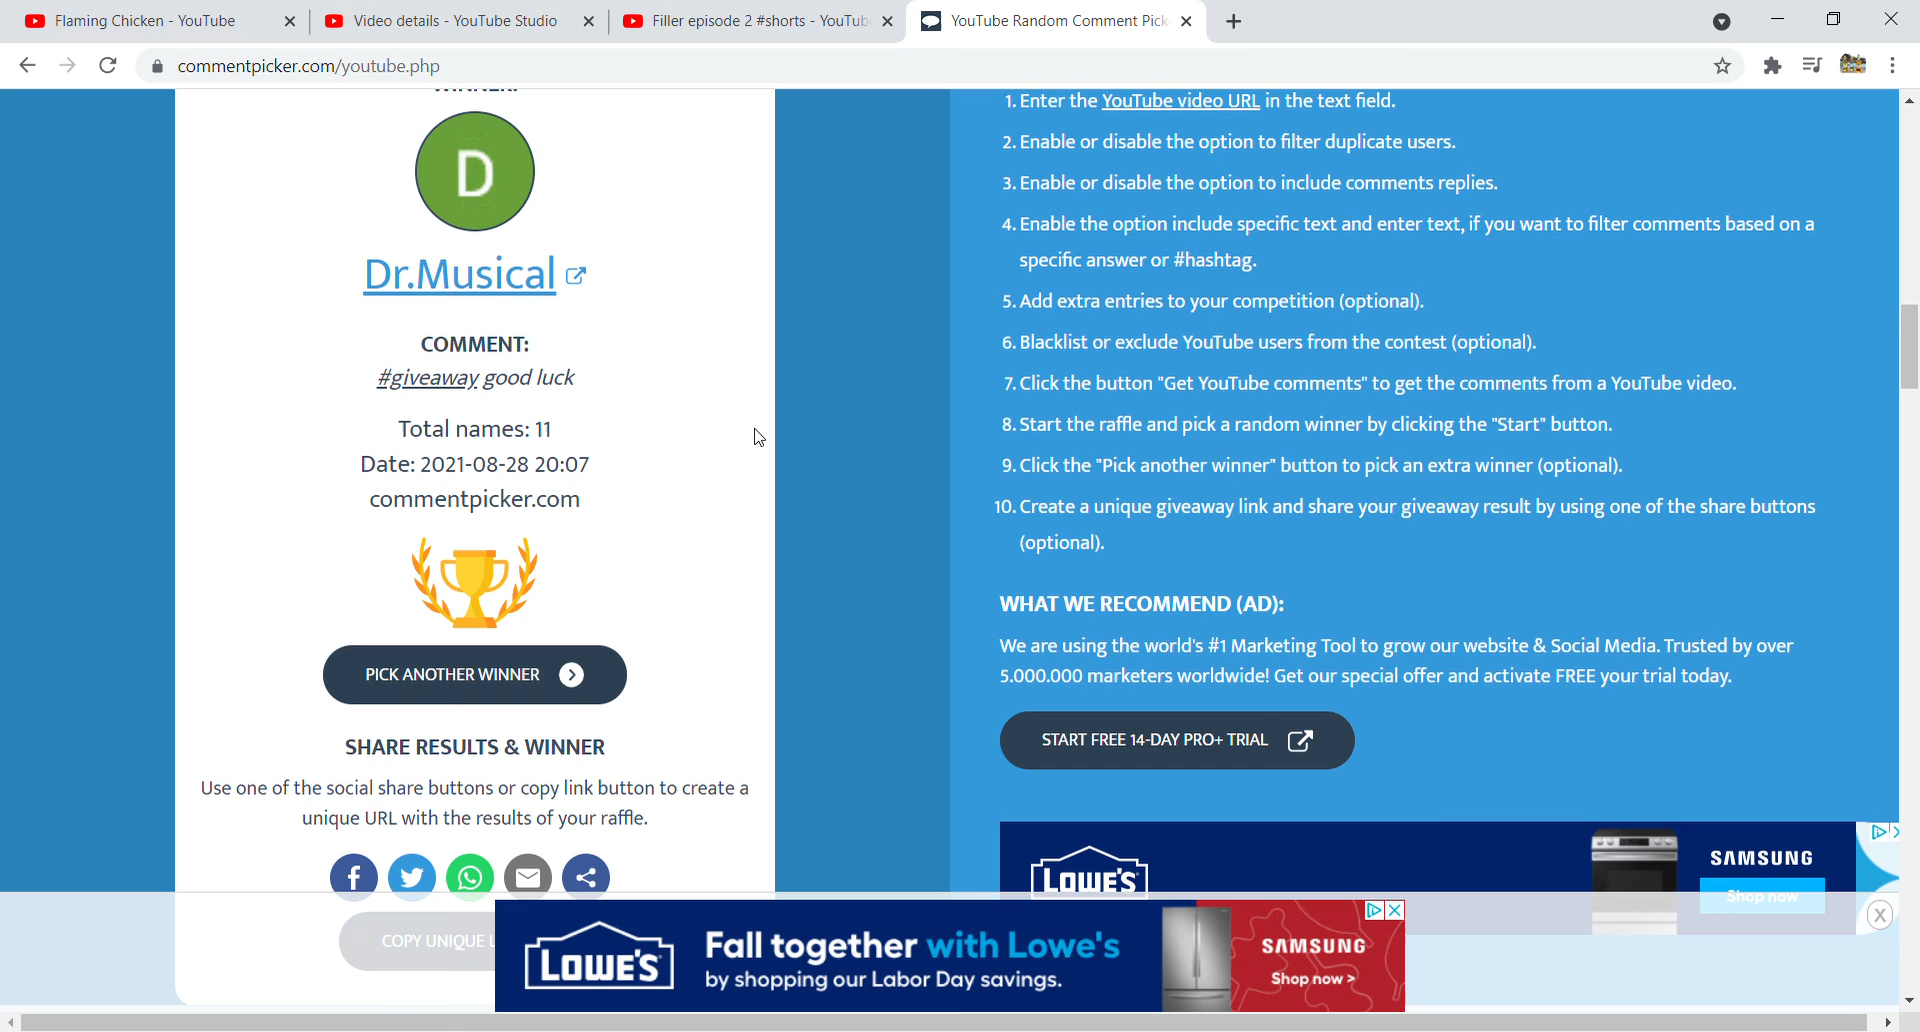 Flaming Chicken - YouTube
Video details - YouTube Studio
Filler episode 2 #shorts - YouTub
YouTube Random Comment Pick
commentpicker.com/youtube.php
WINNER:
D
Dr.Musical
COMMENT:
#giveaway good luck
Total names: 11
Date: 2021-08-28 20:07
commentpicker.com
PICK ANOTHER WINNER
SHARE RESULTS & WINNER
Use one of the social share buttons or copy link button to create a
unique URL with the results of your raffle.
COPY UNIQUE L
1. Enter the YouTube video URL in the text field.
2. Enable or disable the option to filter duplicate users.
3. Enable or disable the option to include comments replies.
4. Enable the option include specific text and enter text, if you want to filter comments based on a
specific answer or #hashtag.
5. Add extra entries to your competition (optional).
6. Blacklist or exclude YouTube users from the contest (optional).
7. Click the button "Get YouTube comments" to get the comments from a YouTube video.
8. Start the raffle and pick a random winner by clicking the "Start" button.
9. Click the "Pick another winner" button to pick an extra winner (optional).
10. Create a unique giveaway link and share your giveaway result by using one of the share buttons
(optional).
WHAT WE RECOMMEND (AD):
We are using the world's #1 Marketing Tool to grow our website & Social Media. Trusted by over
5.000.000 marketers worldwide! Get our special offer and activate FREE your trial today.
START FREE 14-DAY PRO+ TRIAL
LOWE'S
SAMSUNG
Shop now
LOWE'S
Fall together with Lowe's
by shopping our Labor Day savings.
SAMSUNG
Shop now >